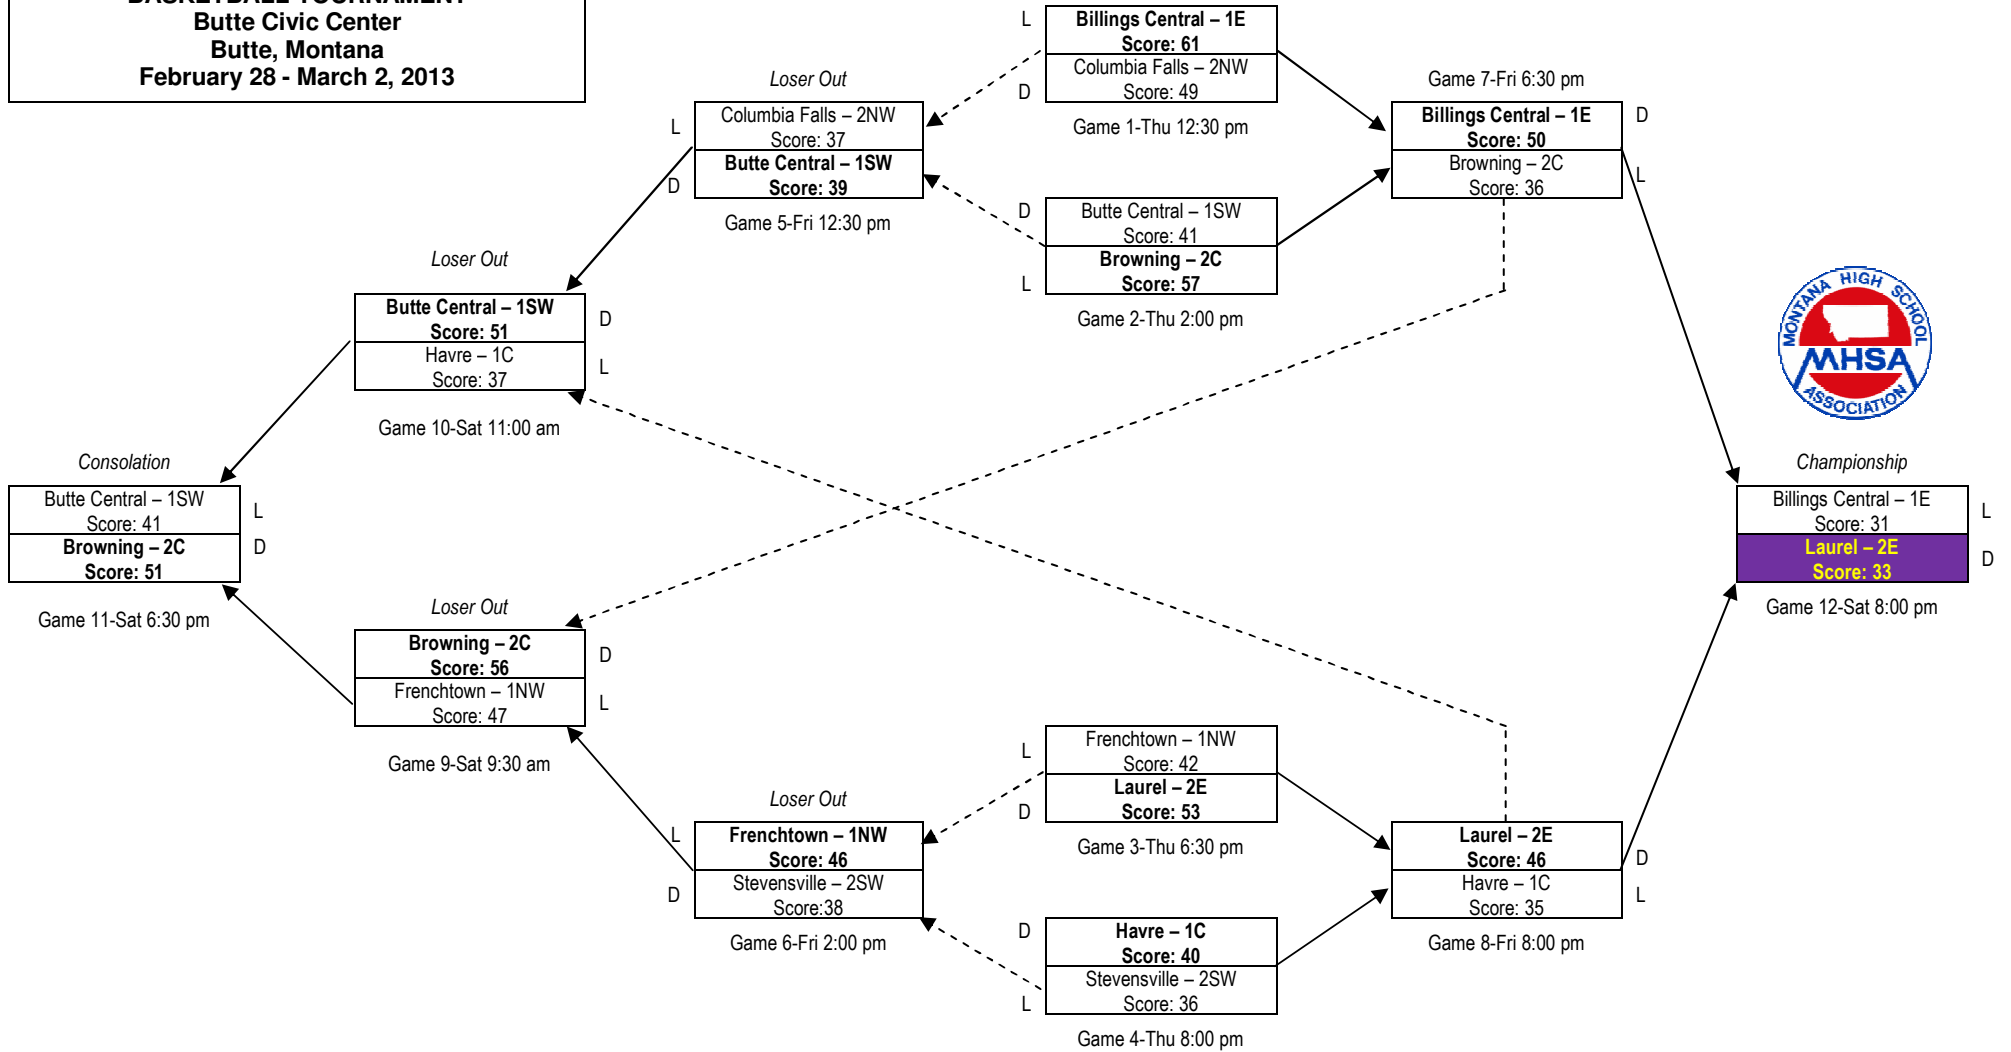 BASKETBALL TOURNAMENT
Butte Civic Center
Butte, Montana
February 28 - March 2, 2013
L
Billings Central – 1E
Score: 61
Columbia Falls – 2NW
Score: 49
D
Game 1-Thu 12:30 pm
Loser Out
L
Columbia Falls – 2NW
Score: 37
Butte Central – 1SW
Score: 39
D
Game 5-Fri 12:30 pm
Game 7-Fri 6:30 pm
Billings Central – 1E
Score: 50
D
Browning – 2C
Score: 36
L
D
Butte Central – 1SW
Score: 41
Browning – 2C
Score: 57
L
Game 2-Thu 2:00 pm
Loser Out
Butte Central – 1SW
Score: 51
D
Havre – 1C
Score: 37
L
Game 10-Sat 11:00 am
MONTANA HIGH SCHOOL
MHSA
ASSOCIATION
Consolation
Butte Central – 1SW
Score: 41
L
Browning – 2C
Score: 51
D
Game 11-Sat 6:30 pm
Championship
Billings Central – 1E
Score: 31
L
Laurel – 2E
Score: 33
D
Game 12-Sat 8:00 pm
Loser Out
Browning – 2C
Score: 56
D
Frenchtown – 1NW
Score: 47
L
Game 9-Sat 9:30 am
L
Frenchtown – 1NW
Score: 42
Laurel – 2E
Score: 53
D
Game 3-Thu 6:30 pm
Loser Out
L
Frenchtown – 1NW
Score: 46
Stevensville – 2SW
Score:38
D
Game 6-Fri 2:00 pm
Laurel – 2E
Score: 46
D
Havre – 1C
Score: 35
L
Game 8-Fri 8:00 pm
D
Havre – 1C
Score: 40
Stevensville – 2SW
Score: 36
L
Game 4-Thu 8:00 pm